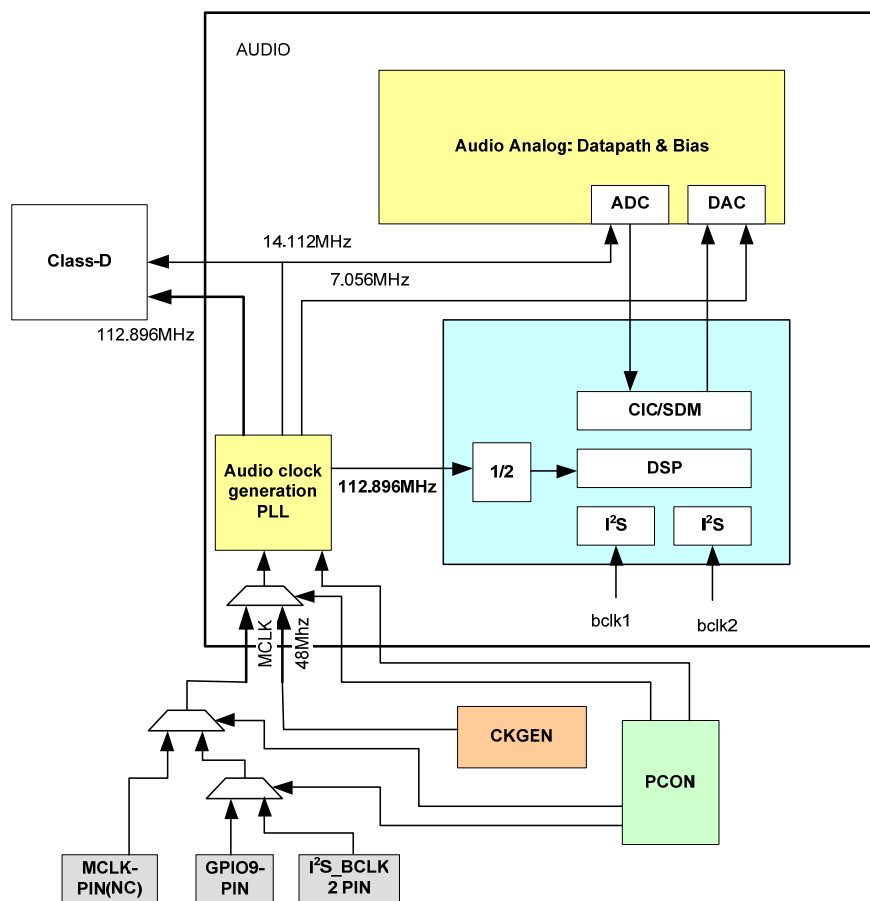 AUDIO
Audio Analog: Datapath & Bias
ADC
DAC
14.112MHz
Class-D
7.056MHz
112.896MHz
CIC/SDM
Audio clock
generation
PLL
112.896MHz
1/2
DSP
I²S
I²S
bclk1
bclk2
MCLK
48Mhz
CKGEN
PCON
MCLK-
PIN(NC)
GPIO9-
PIN
I²S_BCLK
2 PIN